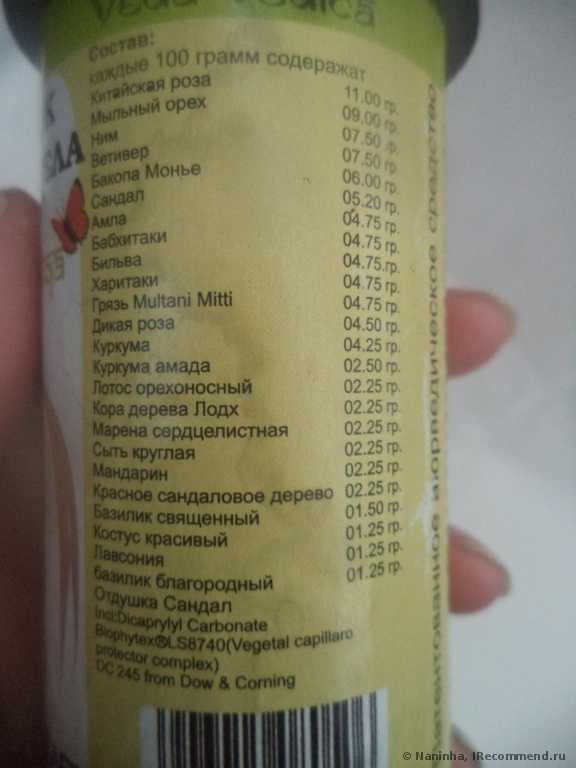 Veda Vedica
Состав:
каждые 100 грамм содержат
Китайская роза 11.00 гр.
Мыльный орех 09.00 гр.
Ним 07.50 гр.
Ветивер 07.50 гр.
Бакопа Монье 06.00 гр.
Сандал 05.20 гр.
Амла 04.75 гр.
Бабхитаки 04.75 гр.
Бильва 04.75 гр.
Харитаки 04.75 гр.
Грязь Multani Mitti 04.75 гр.
Дикая роза 04.50 гр.
Куркума 04.25 гр.
Куркума амада 02.50 гр.
Лотос орехоносный 02.25 гр.
Кора дерева Лодх 02.25 гр.
Марена сердцелистная 02.25 гр.
Сыть круглая 02.25 гр.
Мандарин 02.25 гр.
Красное сандаловое дерево 02.25 гр.
Базилик священный 01.50 гр.
Костус красивый 01.25 гр.
Лавсония 01.25 гр.
базилик благородный 01.25 гр.
Отдушка Сандал
Inci:Dicaprylyl Carbonate
Biophytex®LS8740(Vegetal capillaro
protector complex)
DC 245 from Dow & Corning
средство
© Naninha, IRecommend.ru